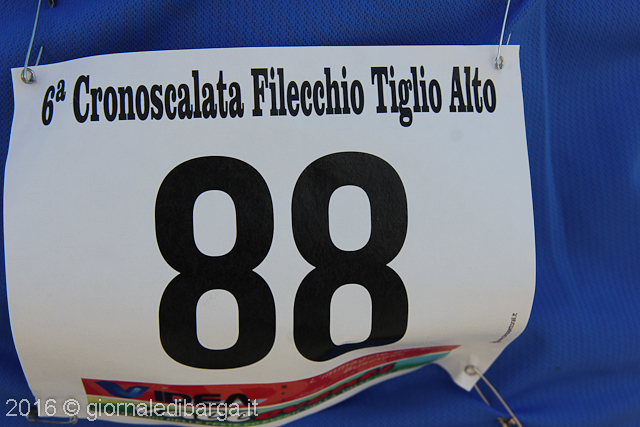 6ª Cronoscalata Filecchio Tiglio Alto
88
2016 © giornaledibarga.it